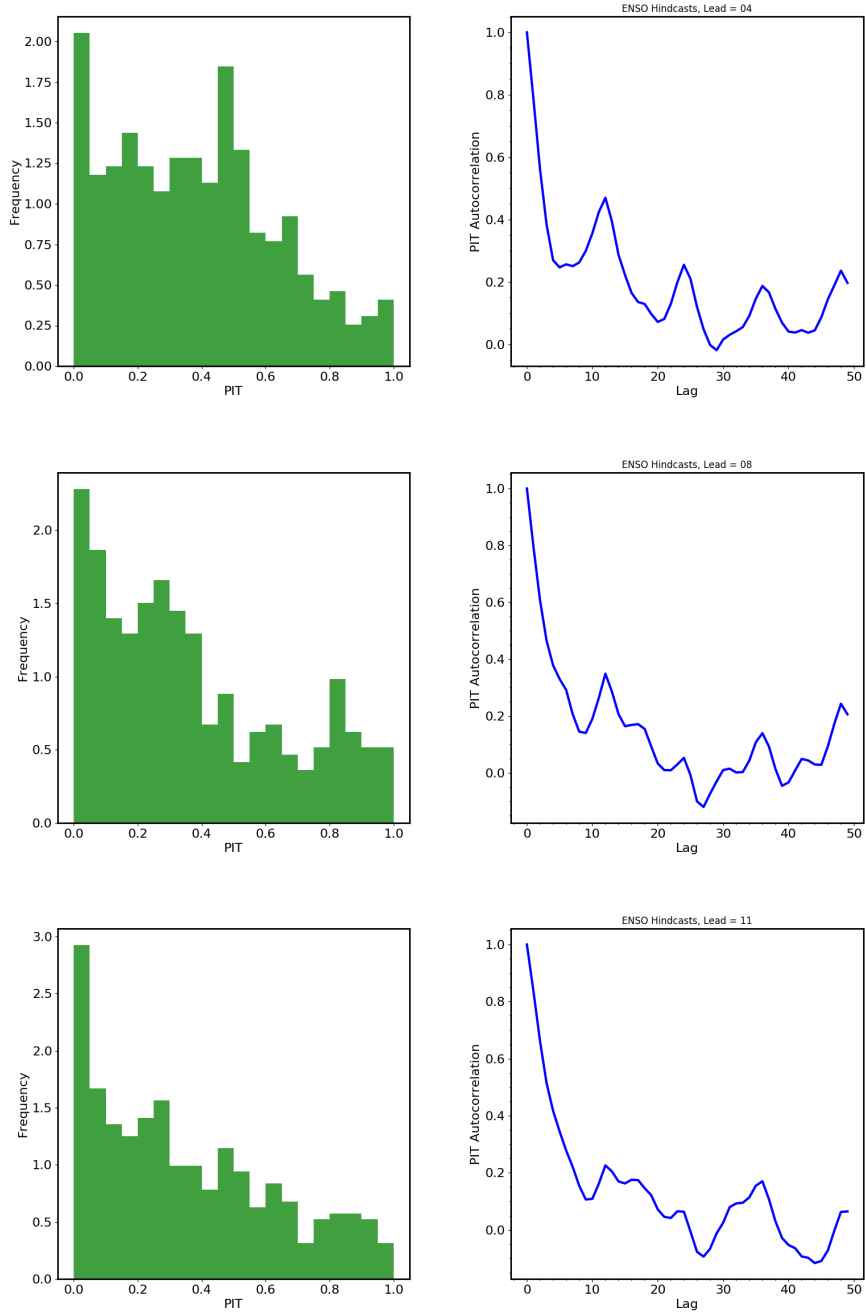 2.00
1.75
1.50
1.25
1.00
0.75
0.50
0.25
0.00
Frequency
0.0 0.2 0.4 0.6 0.8 1.0
PIT
ENSO Hindcasts, Lead = 04
1.0
0.8
0.6
0.4
0.2
0.0
PIT Autocorrelation
0 10 20 30 40 50
Lag
2.0
1.5
1.0
0.5
0.0
Frequency
0.0 0.2 0.4 0.6 0.8 1.0
PIT
ENSO Hindcasts, Lead = 08
1.0
0.8
0.6
0.4
0.2
0.0
PIT Autocorrelation
0 10 20 30 40 50
Lag
3.0
2.5
2.0
1.5
1.0
0.5
0.0
Frequency
0.0 0.2 0.4 0.6 0.8 1.0
PIT
ENSO Hindcasts, Lead = 11
1.0
0.8
0.6
0.4
0.2
0.0
PIT Autocorrelation
0 10 20 30 40 50
Lag